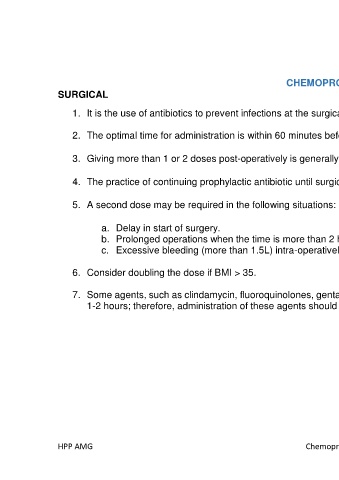 CHEMOPRO
SURGICAL
1. It is the use of antibiotics to prevent infections at the surgica
2. The optimal time for administration is within 60 minutes bef
3. Giving more than 1 or 2 doses post-operatively is generally
4. The practice of continuing prophylactic antibiotic until surgic
5. A second dose may be required in the following situations:
a. Delay in start of surgery.
b. Prolonged operations when the time is more than 2 h
c. Excessive bleeding (more than 1.5L) intra-operativel
6. Consider doubling the dose if BMI > 35.
7. Some agents, such as clindamycin, fluoroquinolones, genta
1-2 hours; therefore, administration of these agents should
HPP AMG Chemopr